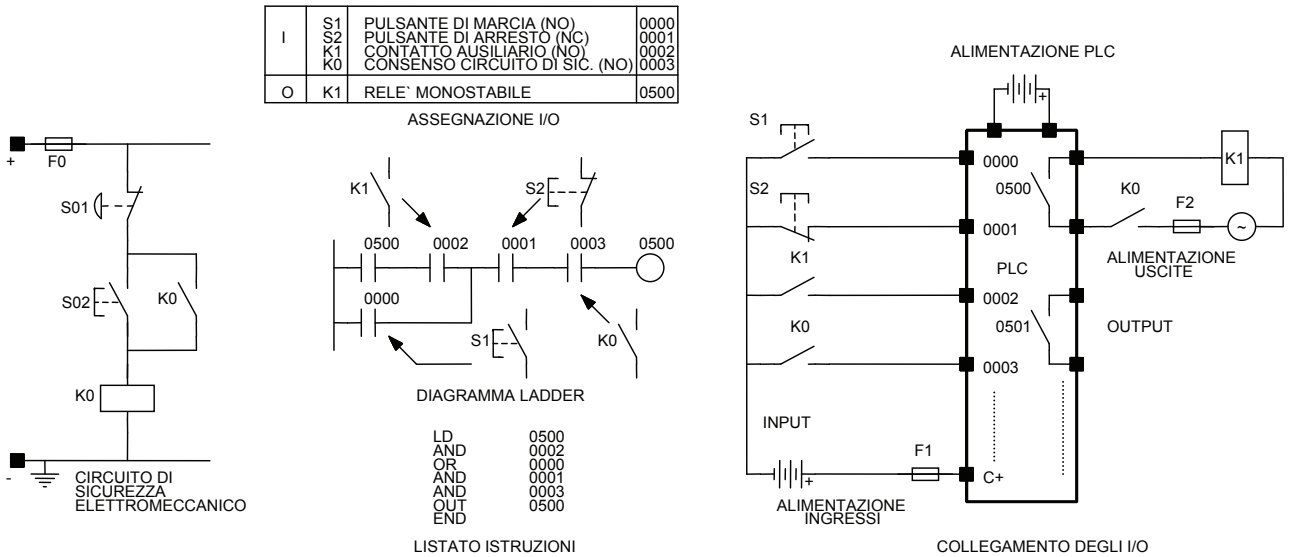 I
S1 PULSANTE DI MARCIA (NO) 0000
S2 PULSANTE DI ARRESTO (NC) 0001
K1 CONTATTO AUSILIARIO (NO) 0002
K0 CONSENSO CIRCUITO DI SIC. (NO) 0003
O K1 RELE` MONOSTABILE 0500
ASSEGNAZIONE I/O
+
F0
S01
S02
K0
K0
-
CIRCUITO DI
SICUREZZA
ELETTROMECCANICO
K1
S2
0500 0002 0001 0003 0500
0000
S1
K0
DIAGRAMMA LADDER
LD 0500
AND 0002
OR 0000
AND 0001
AND 0003
OUT 0500
END
LISTATO ISTRUZIONI
ALIMENTAZIONE PLC
+
S1
0000
K1
0500
S2
K0
F2
0001
~
K1
PLC
ALIMENTAZIONE
USCITE
0002
K0
0501
OUTPUT
0003
INPUT
F1
+
C+
ALIMENTAZIONE
INGRESSI
COLLEGAMENTO DEGLI I/O